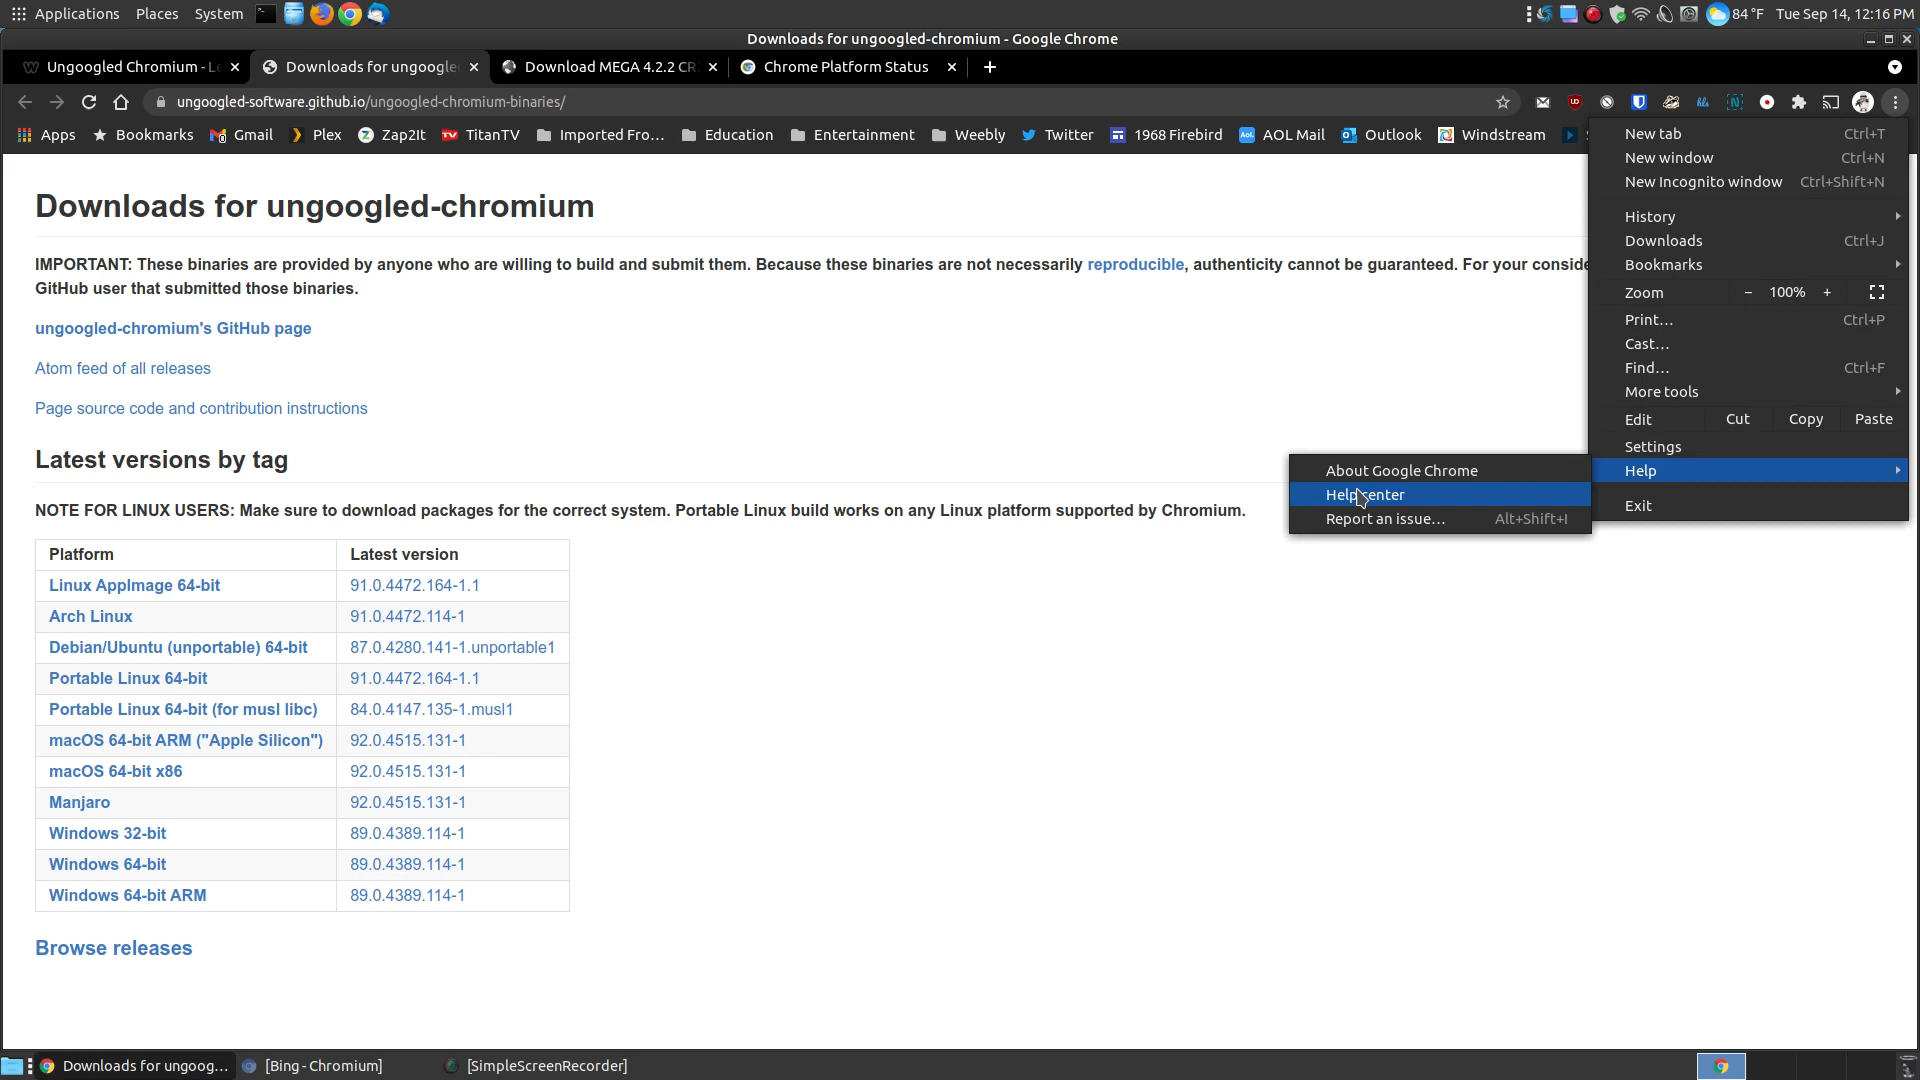 Applications Places System 84 °F Tue Sep 14, 12:16 PM
Downloads for ungoogled-chromium - Google Chrome
Ungoogled Chromium - L
Downloads for ungoogle
Download MEGA 4.2.2 CR
Chrome Platform Status
ungoogled-software.github.io/ungoogled-chromium-binaries/
Apps Bookmarks Gmail Plex Zap2It TitanTV Imported Fro... Education Entertainment Weebly Twitter 1968 Firebird AOL Mail Outlook Windstream
New tab Ctrl+T
New window Ctrl+N
New Incognito window Ctrl+Shift+N
History
Downloads Ctrl+J
Bookmarks
Zoom − 100% +
Print... Ctrl+P
Cast...
Find... Ctrl+F
More tools
Edit Cut Copy Paste
Settings
Help
Exit
About Google Chrome
Help center
Report an issue... Alt+Shift+I
Downloads for ungoogled-chromium
IMPORTANT: These binaries are provided by anyone who are willing to build and submit them. Because these binaries are not necessarily reproducible, authenticity cannot be guaranteed. For your conside
GitHub user that submitted those binaries.
ungoogled-chromium's GitHub page
Atom feed of all releases
Page source code and contribution instructions
Latest versions by tag
NOTE FOR LINUX USERS: Make sure to download packages for the correct system. Portable Linux build works on any Linux platform supported by Chromium.
Platform Latest version
Linux AppImage 64-bit 91.0.4472.164-1.1
Arch Linux 91.0.4472.114-1
Debian/Ubuntu (unportable) 64-bit 87.0.4280.141-1.unportable1
Portable Linux 64-bit 91.0.4472.164-1.1
Portable Linux 64-bit (for musl libc) 84.0.4147.135-1.musl1
macOS 64-bit ARM ("Apple Silicon") 92.0.4515.131-1
macOS 64-bit x86 92.0.4515.131-1
Manjaro 92.0.4515.131-1
Windows 32-bit 89.0.4389.114-1
Windows 64-bit 89.0.4389.114-1
Windows 64-bit ARM 89.0.4389.114-1
Browse releases
Downloads for ungoog... [Bing - Chromium] [SimpleScreenRecorder]